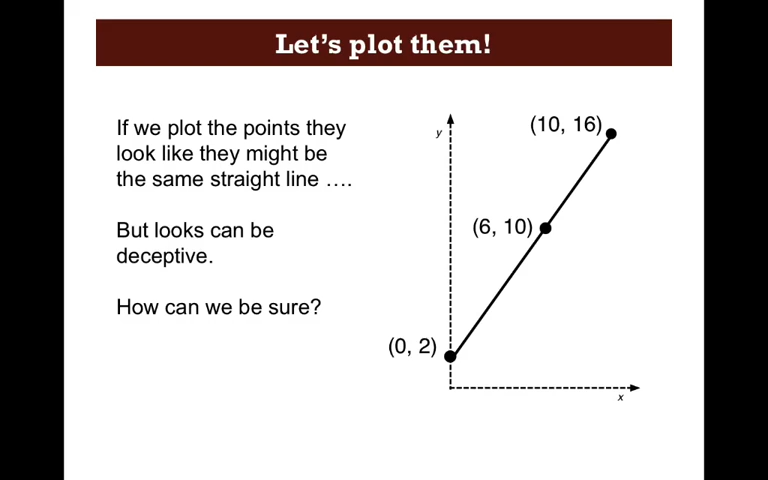 Let's plot them!
If we plot the points they
look like they might be
the same straight line ….
But looks can be
deceptive.
How can we be sure?
y
(10, 16)
(6, 10)
(0, 2)
x